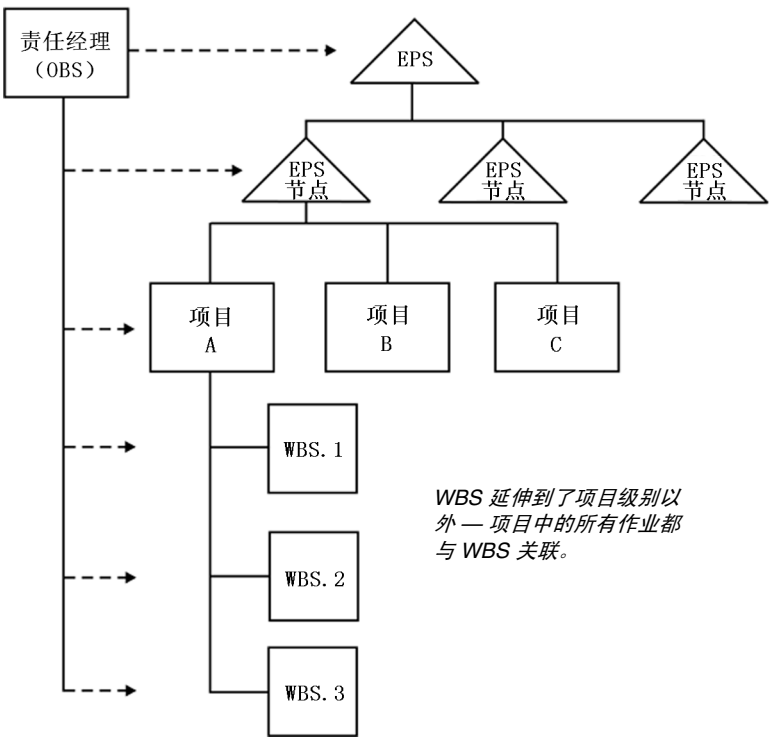 责任经理
(OBS)
EPS
EPS
节点
EPS
节点
EPS
节点
项目
A
项目
B
项目
C
WBS.1
WBS.2
WBS.3
WBS 延伸到了项目级别以
外 — 项目中的所有作业都
与 WBS 关联。